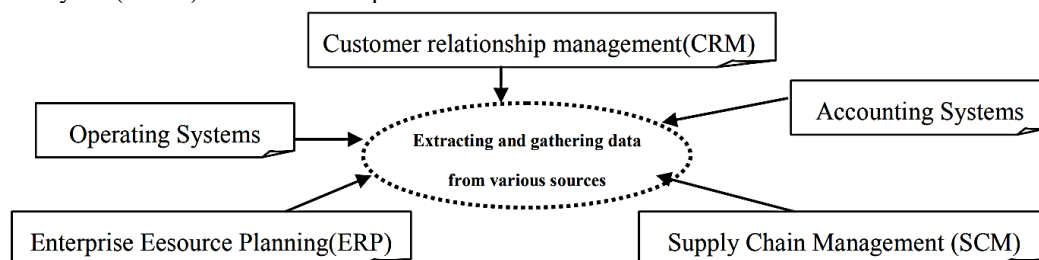 Customer relationship management(CRM)
Operating Systems
Accounting Systems
Extracting and gathering data
from various sources
Enterprise Eesource Planning(ERP)
Supply Chain Management (SCM)